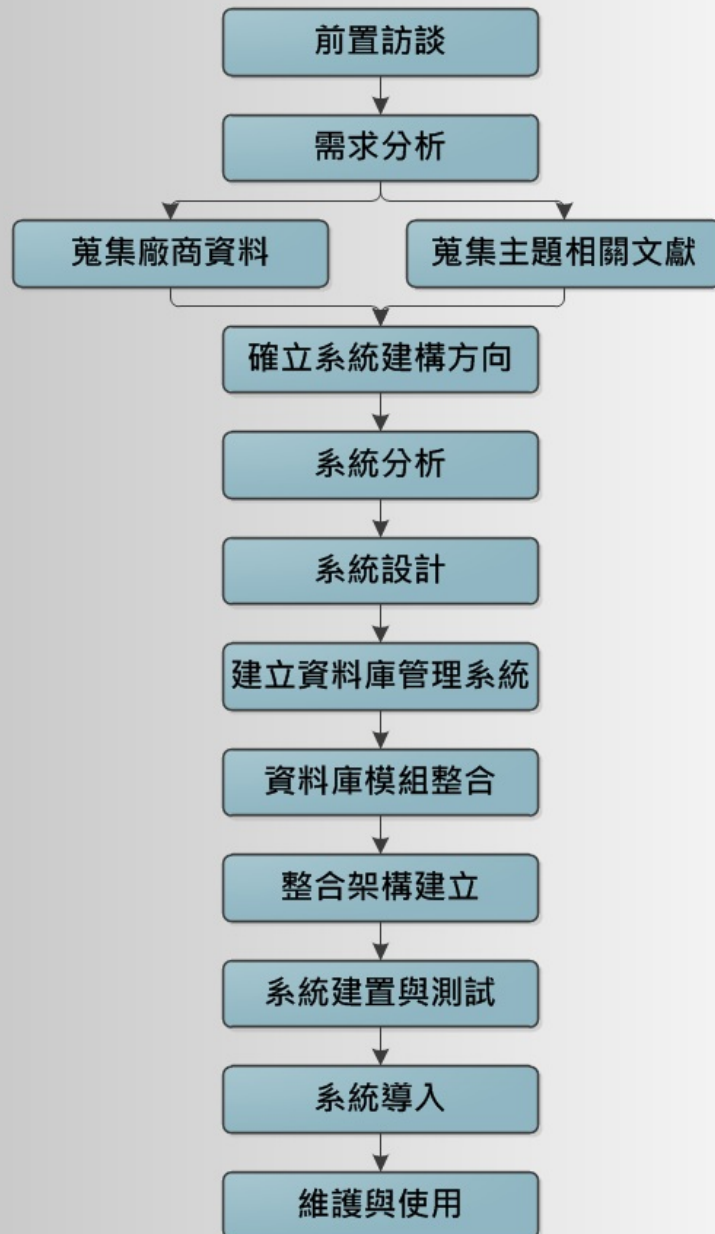 前置訪談
需求分析
蒐集廠商資料
蒐集主題相關文獻
確立系統建構方向
系統分析
系統設計
建立資料庫管理系統
資料庫模組整合
整合架構建立
系統建置與測試
系統導入
維護與使用